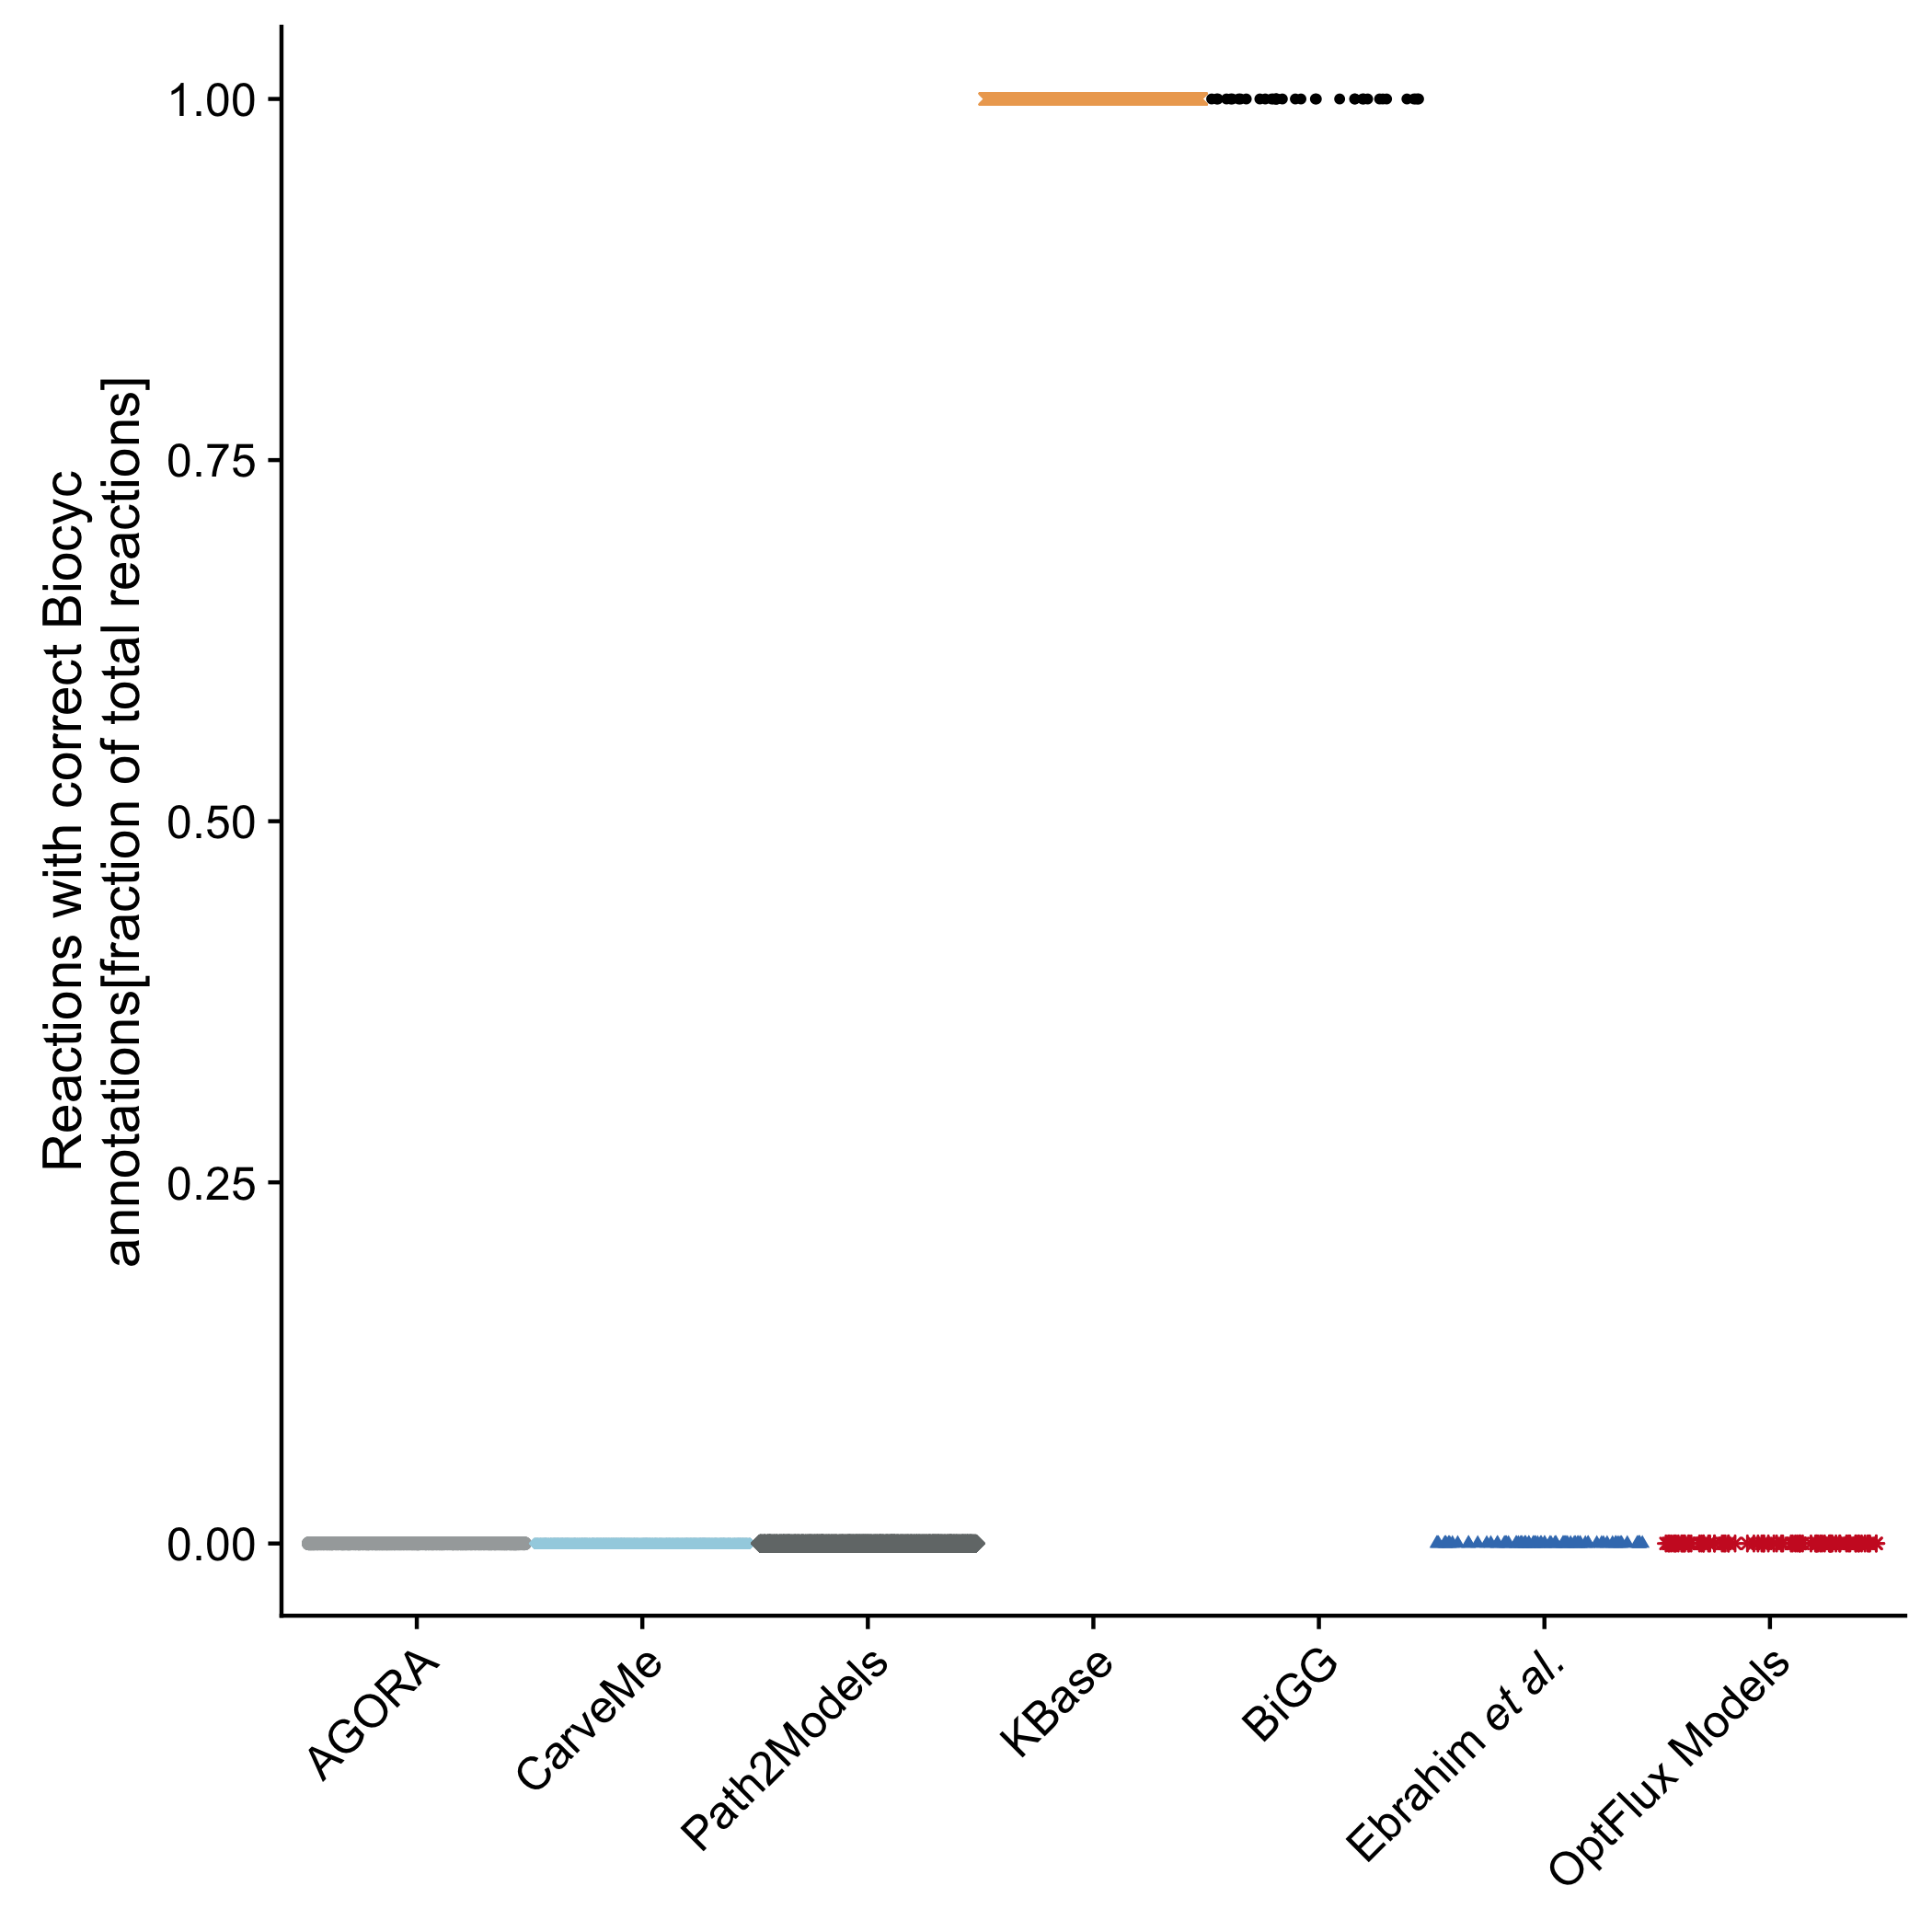 Reactions with correct Biocyc
annotations[fraction of total reactions]
1.00
0.75
0.50
0.25
0.00
AGORA
CarveMe
Path2Models
KBase
BiGG
Ebrahim et al.
OptFlux Models